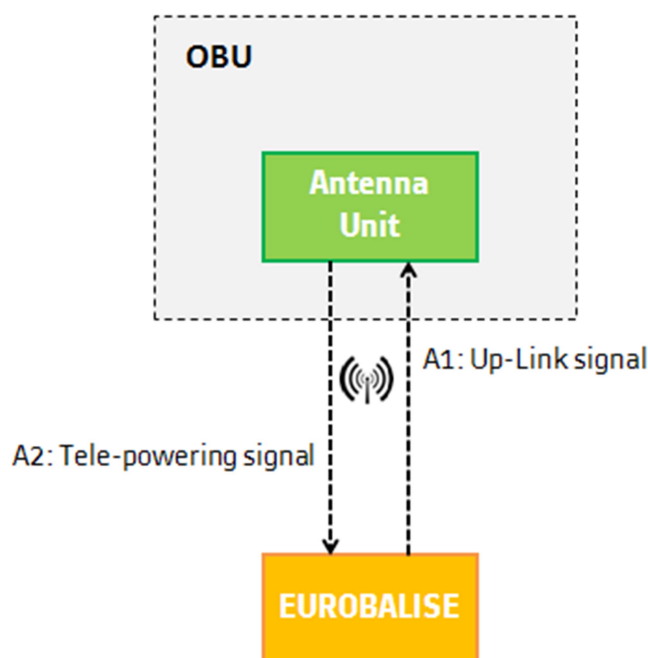 OBU
Antenna
Unit
A1: Up-Link signal
A2: Tele-powering signal
EUROBALISE